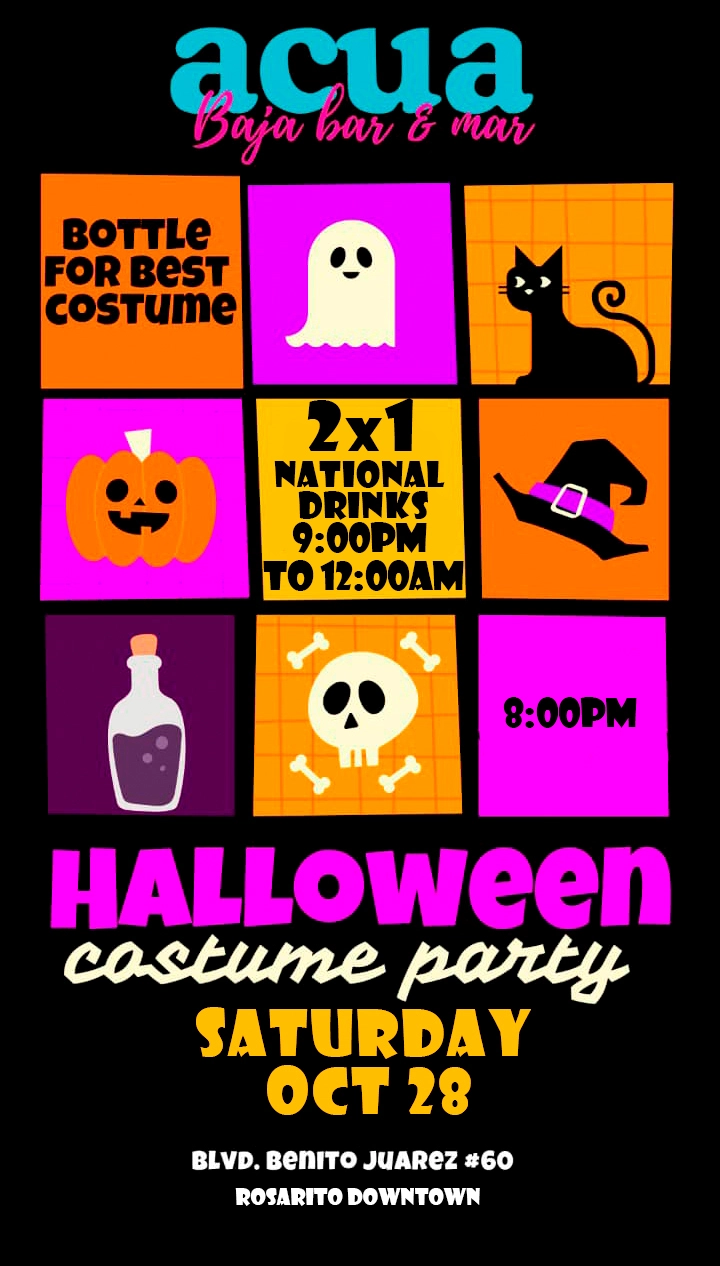 acua
Baja bar & mar
BOTTLE
FOR BEST
COSTUME
2x1
NATIONAL
DRINKS
9:00PM
TO 12:00AM
8:00PM
HALLOWEEN
costume party
SATURDAY
OCT 28
BLVD. BENITO JUAREZ #60
ROSARITO DOWNTOWN